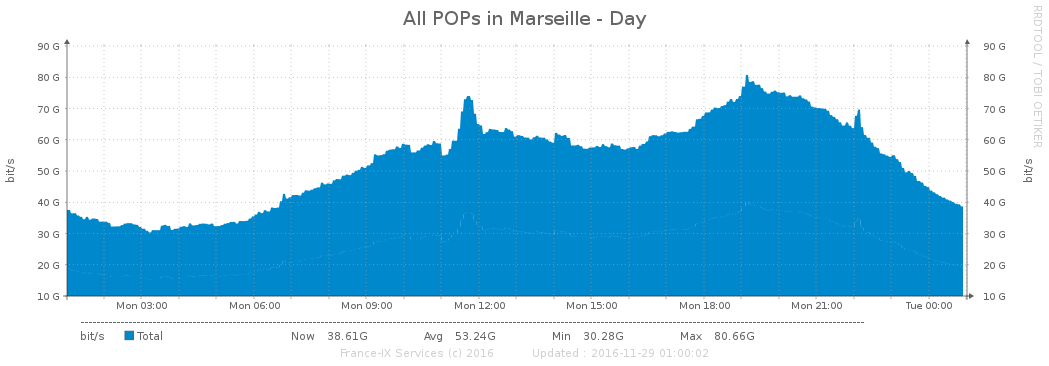 All POPs in Marseille - Day
RRDTOOL / TOBI OETIKER
90 G 90 G
80 G 80 G
70 G 70 G
60 G 60 G
50 G 50 G
40 G 40 G
30 G 30 G
20 G 20 G
10 G 10 G
bit/s
bit/s
Mon 03:00 Mon 06:00 Mon 09:00 Mon 12:00 Mon 15:00 Mon 18:00 Mon 21:00 Tue 00:00
bit/s Total Now 38.61G Avg 53.24G Min 30.28G Max 80.66G
France-IX Services (c) 2016 Updated : 2016-11-29 01:00:02